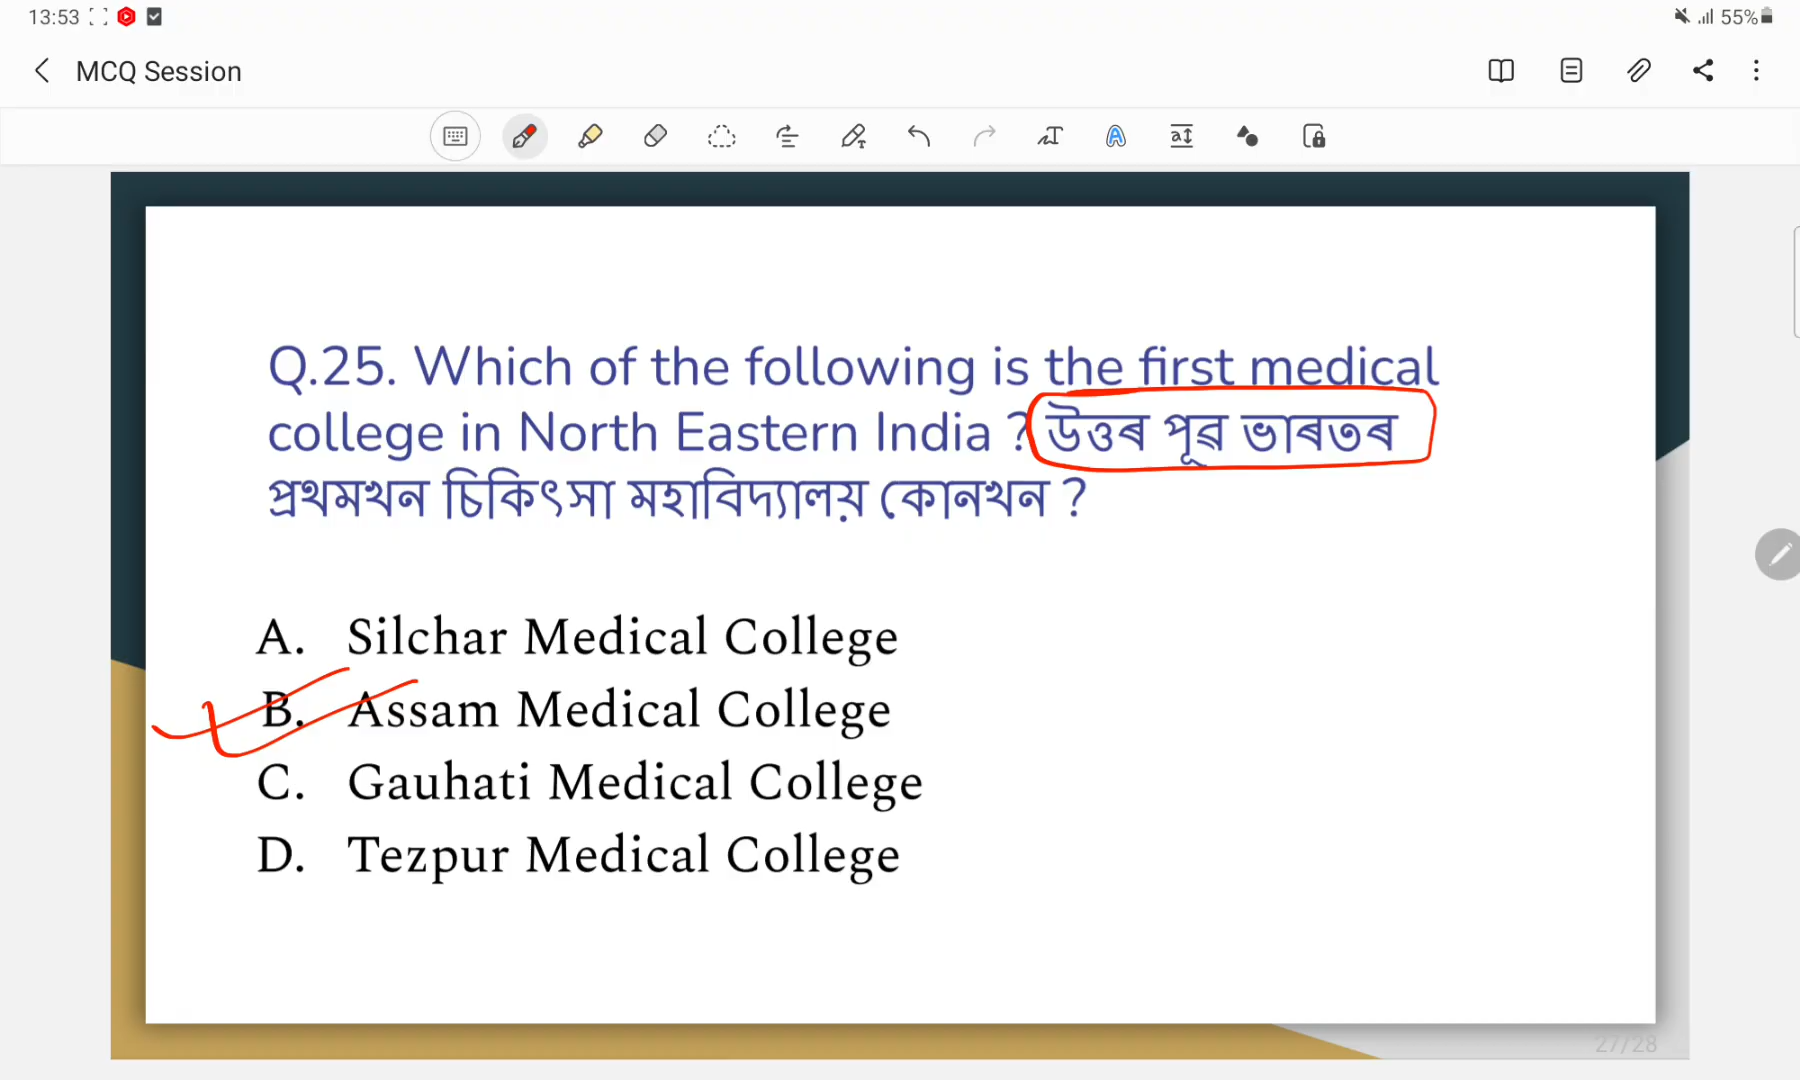 13:53
55%
MCQ Session
Q.25. Which of the following is the first medical
college in North Eastern India ? উত্তৰ পূৱ ভাৰতৰ
প্ৰথমখন চিকিৎসা মহাবিদ্যালয় কোনখন ?
A. Silchar Medical College
B. Assam Medical College
C. Gauhati Medical College
D. Tezpur Medical College
27/28